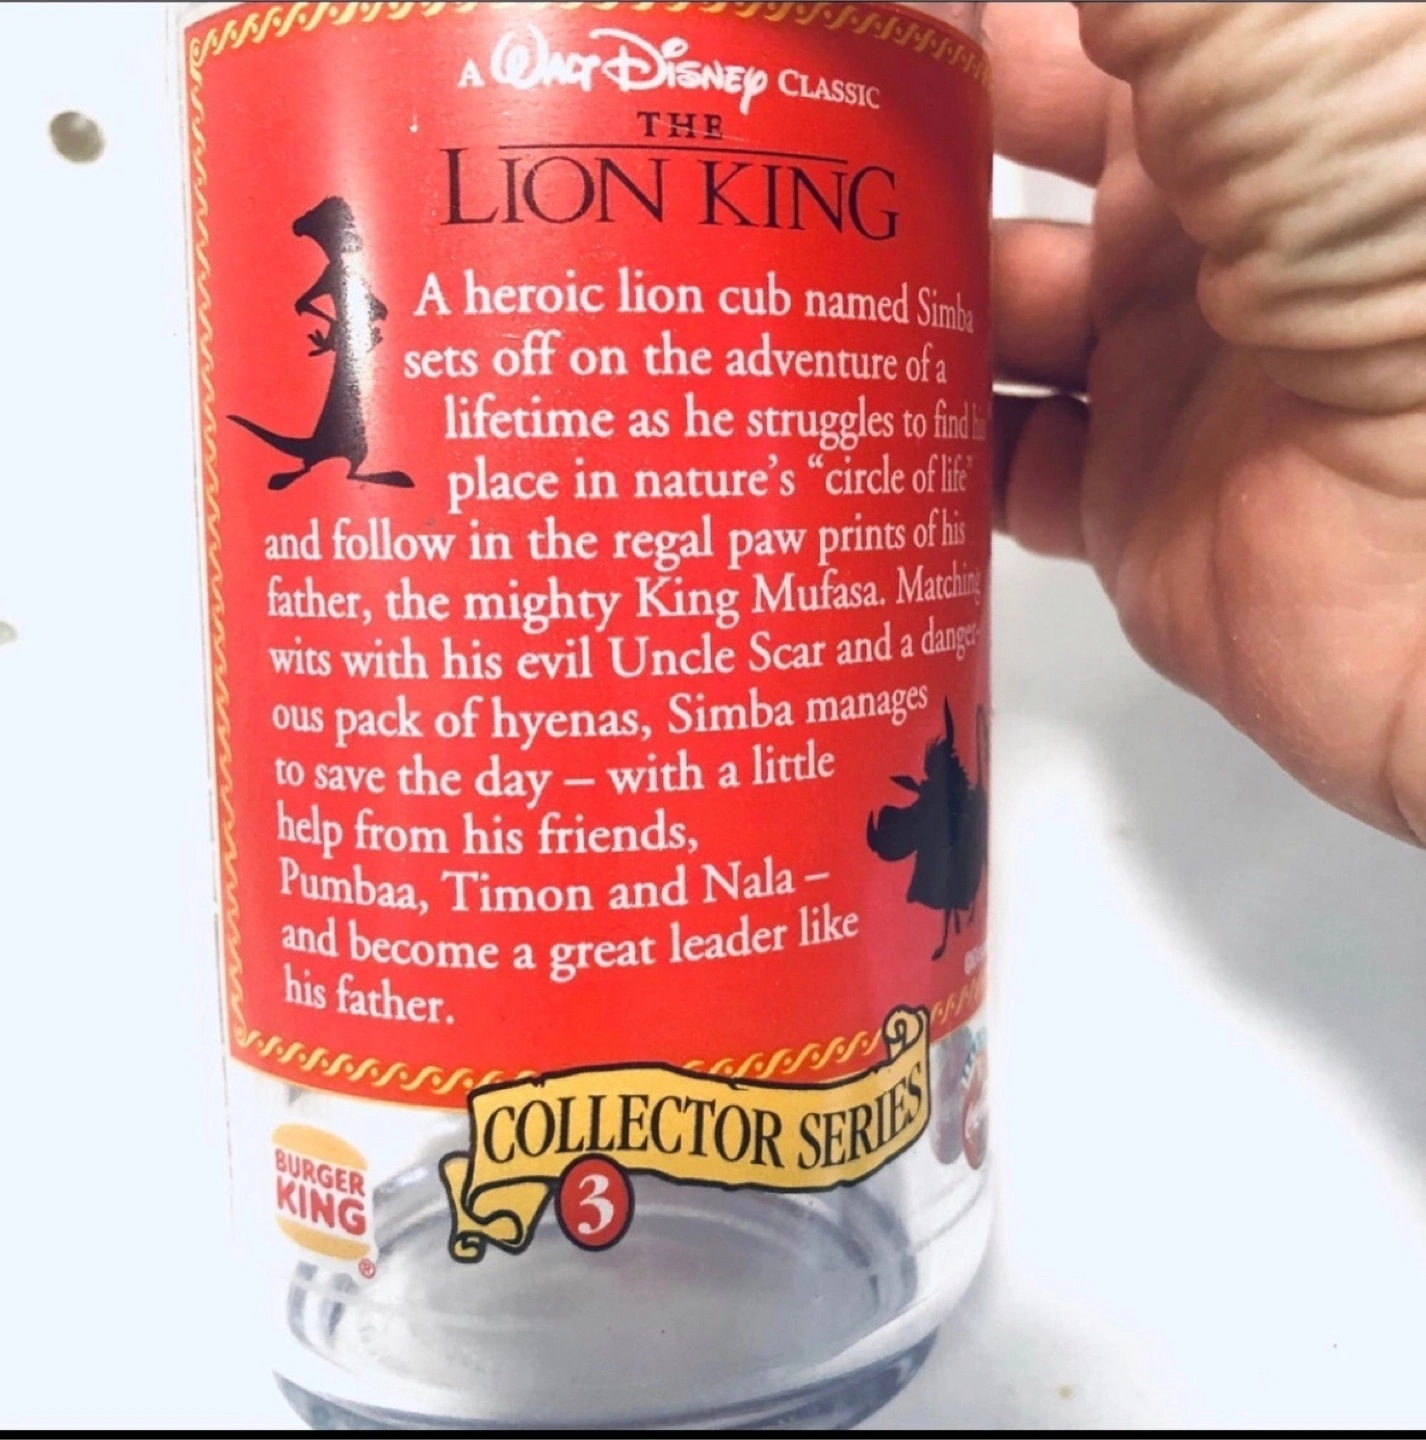 A Walt Disney Classic
THE
LION KING
A heroic lion cub named Simba
sets off on the adventure of a
lifetime as he struggles to find
place in nature's “circle of life”
and follow in the regal paw prints of his
father, the mighty King Mufasa. Matching
wits with his evil Uncle Scar and a danger-
ous pack of hyenas, Simba manages
to save the day – with a little
help from his friends,
Pumbaa, Timon and Nala –
and become a great leader like
his father.
COLLECTOR SERIES
3
BURGER
KING
®